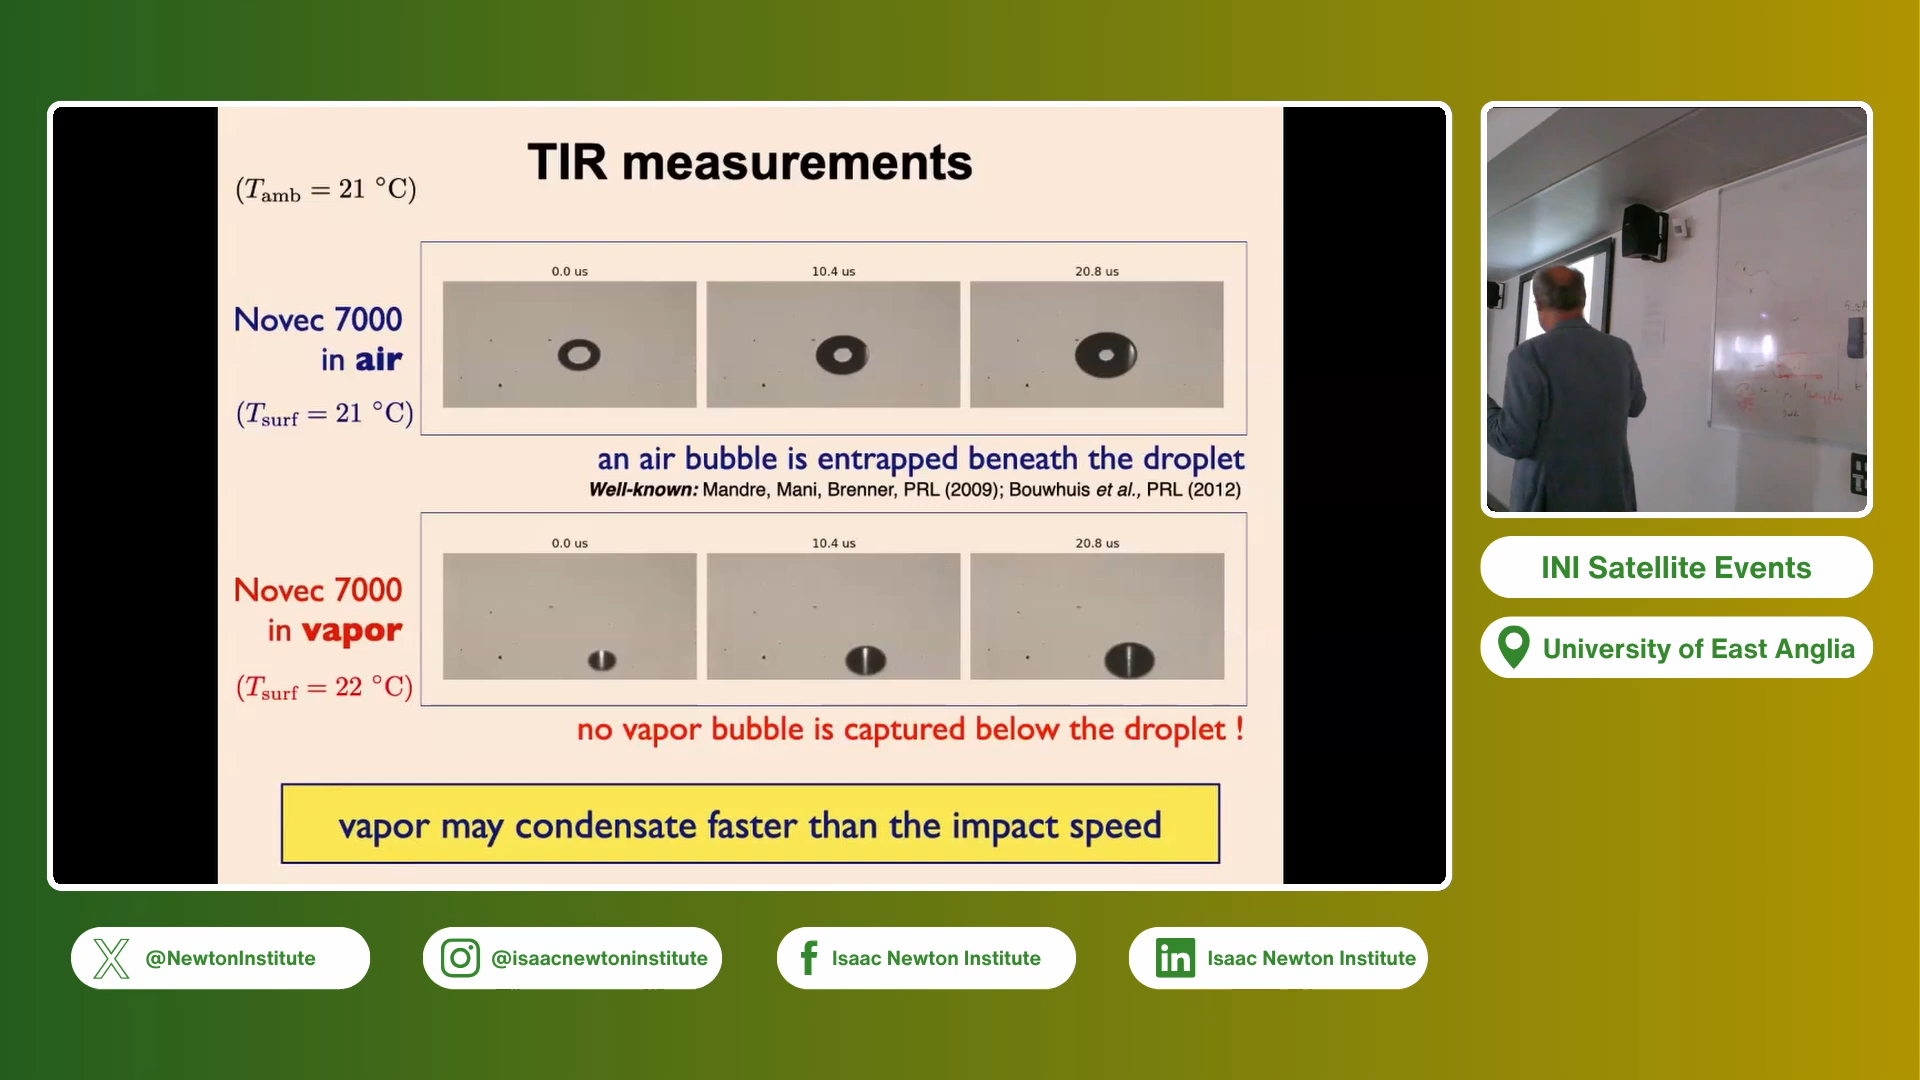 TIR measurements
(Tamb = 21 °C)
0.0 us 10.4 us 20.8 us
Novec 7000
in air
(Tsurf = 21 °C)
an air bubble is entrapped beneath the droplet
Well-known: Mandre, Mani, Brenner, PRL (2009); Bouwhuis et al., PRL (2012)
0.0 us 10.4 us 20.8 us
Novec 7000
in vapor
(Tsurf = 22 °C)
no vapor bubble is captured below the droplet !
vapor may condensate faster than the impact speed
INI Satellite Events
University of East Anglia
@NewtonInstitute
@isaacnewtoninstitute
Isaac Newton Institute
Isaac Newton Institute